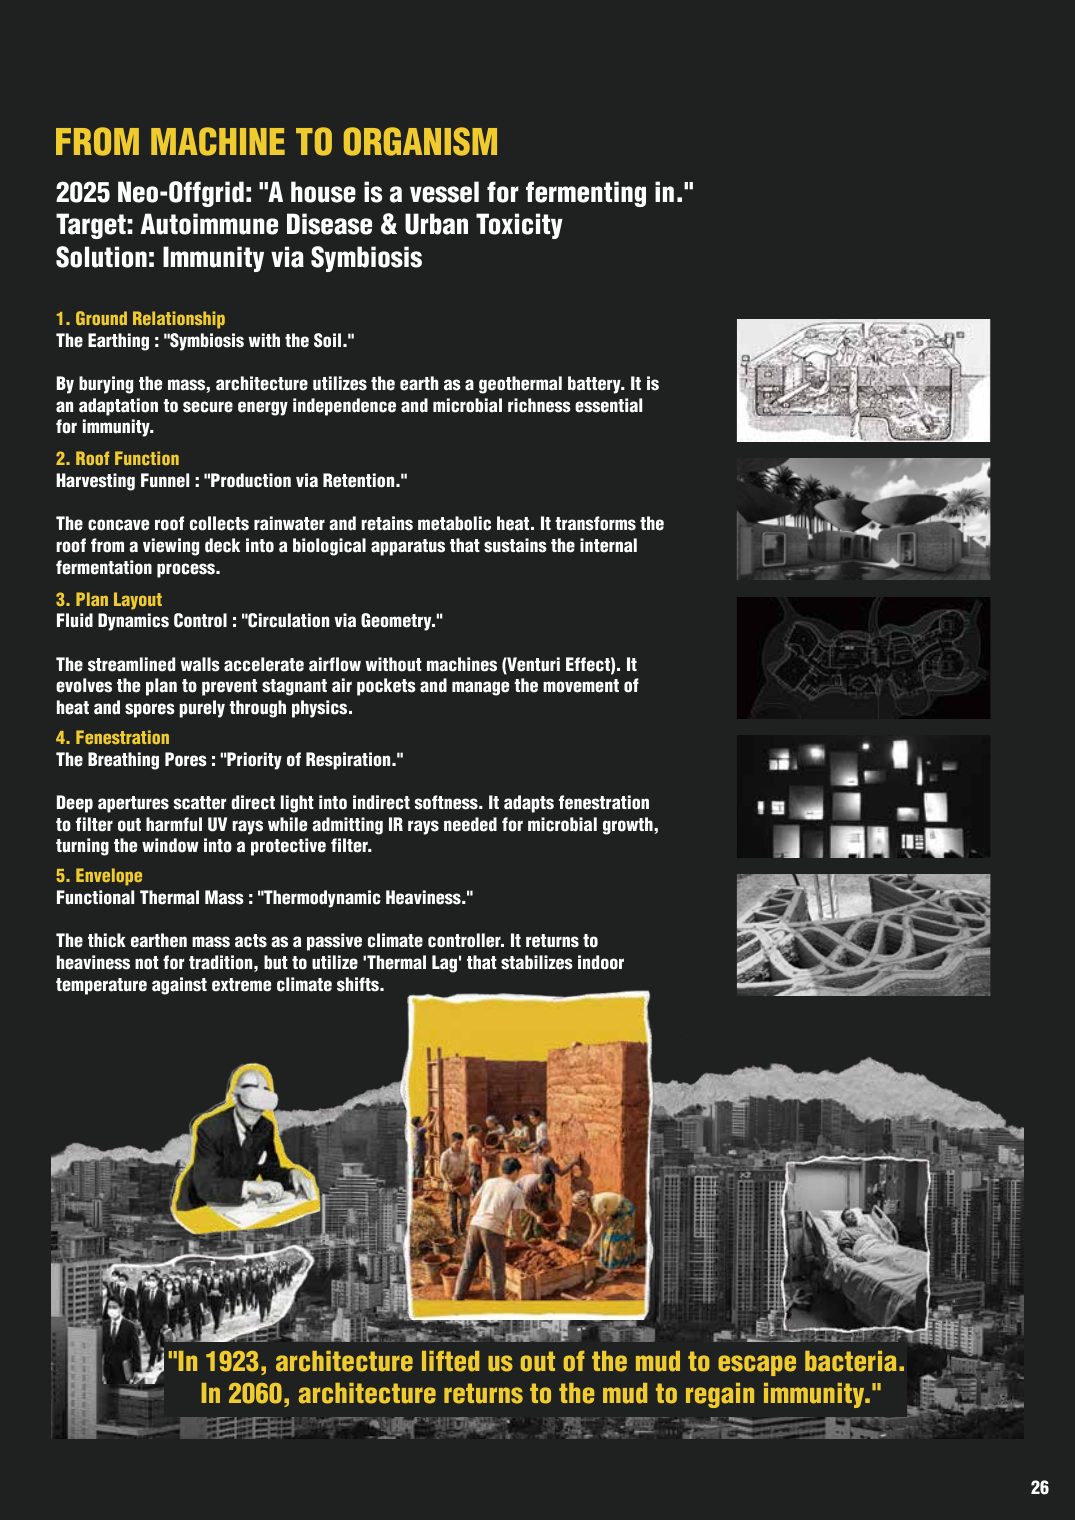 FROM MACHINE TO ORGANISM
2025 Neo-Offgrid: "A house is a vessel for fermenting in."
Target: Autoimmune Disease & Urban Toxicity
Solution: Immunity via Symbiosis
1. Ground Relationship
The Earthing : "Symbiosis with the Soil."
By burying the mass, architecture utilizes the earth as a geothermal battery. It is
an adaptation to secure energy independence and microbial richness essential
for immunity.
2. Roof Function
Harvesting Funnel : "Production via Retention."
The concave roof collects rainwater and retains metabolic heat. It transforms the
roof from a viewing deck into a biological apparatus that sustains the internal
fermentation process.
3. Plan Layout
Fluid Dynamics Control : "Circulation via Geometry."
The streamlined walls accelerate airflow without machines (Venturi Effect). It
evolves the plan to prevent stagnant air pockets and manage the movement of
heat and spores purely through physics.
4. Fenestration
The Breathing Pores : "Priority of Respiration."
Deep apertures scatter direct light into indirect softness. It adapts fenestration
to filter out harmful UV rays while admitting IR rays needed for microbial growth,
turning the window into a protective filter.
5. Envelope
Functional Thermal Mass : "Thermodynamic Heaviness."
The thick earthen mass acts as a passive climate controller. It returns to
heaviness not for tradition, but to utilize 'Thermal Lag' that stabilizes indoor
temperature against extreme climate shifts.
"In 1923, architecture lifted us out of the mud to escape bacteria.
In 2060, architecture returns to the mud to regain immunity."
26